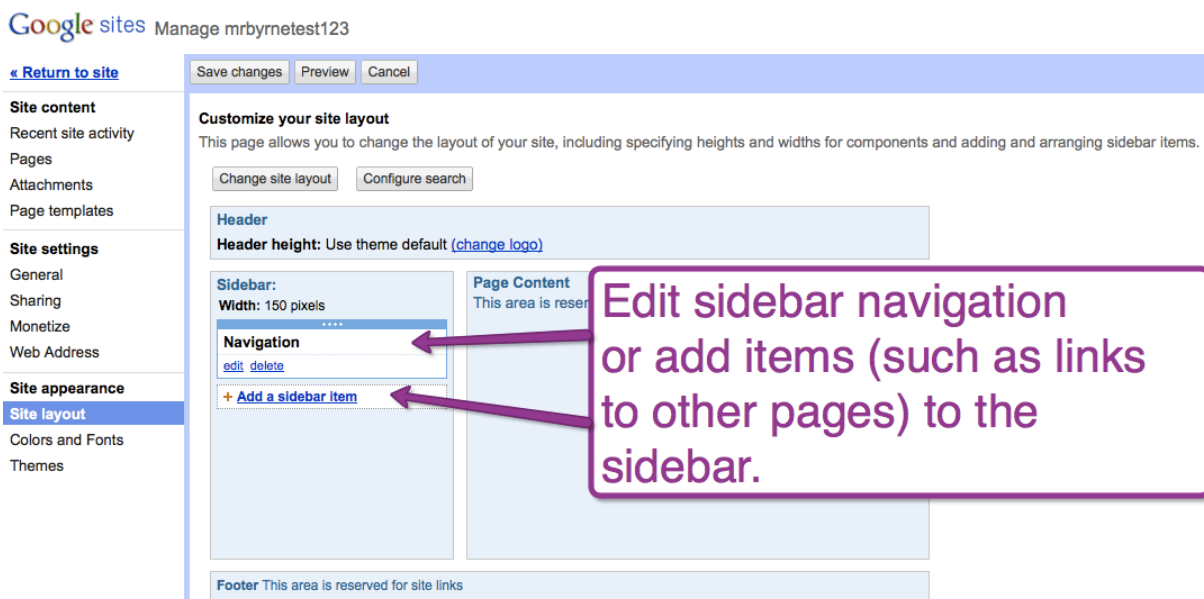 Google sites Manage mrbyrnetest123
« Return to site
Save changes Preview Cancel
Site content
Recent site activity
Pages
Attachments
Page templates
Site settings
General
Sharing
Monetize
Web Address
Site appearance
Site layout
Colors and Fonts
Themes
Customize your site layout
This page allows you to change the layout of your site, including specifying heights and widths for components and adding and arranging sidebar items.
Change site layout Configure search
Header
Header height: Use theme default (change logo)
Sidebar:
Width: 150 pixels
Navigation
edit delete
+ Add a sidebar item
Page Content
This area is
Edit sidebar navigation
or add items (such as links
to other pages) to the
sidebar.
Footer This area is reserved for site links